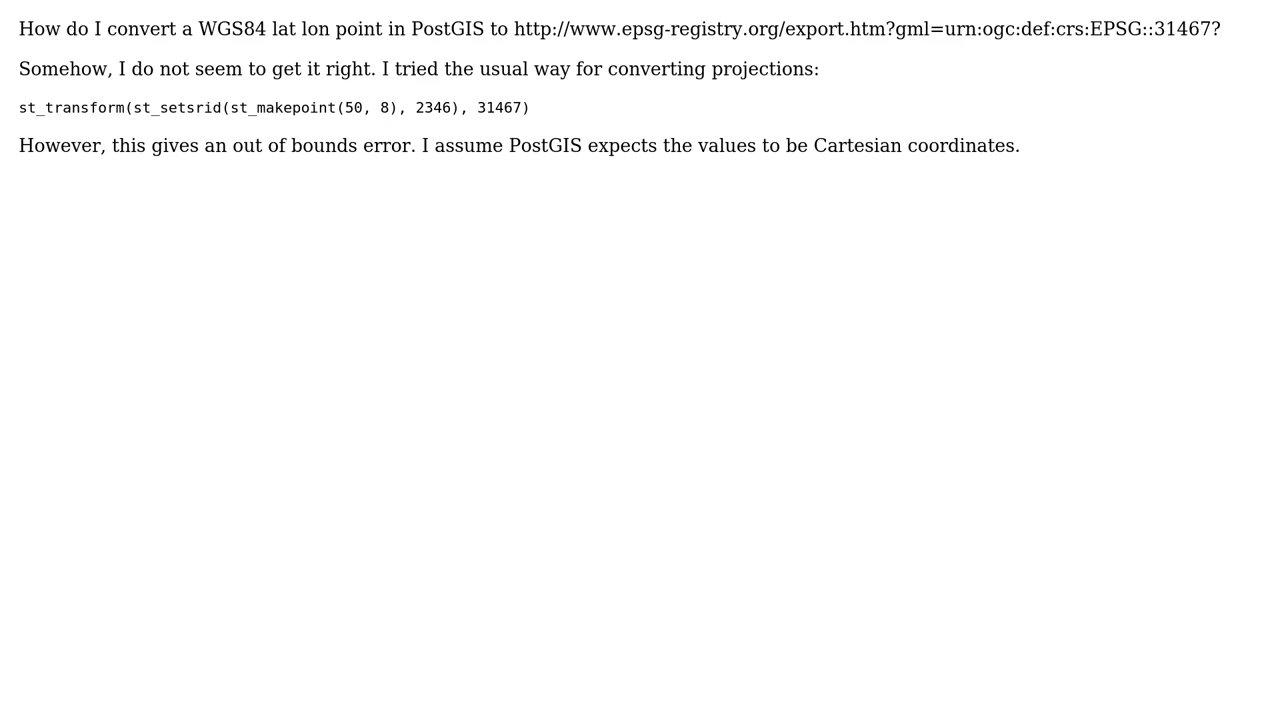 How do I convert a WGS84 lat lon point in PostGIS to http://www.epsg-registry.org/export.htm?gml=urn:ogc:def:crs:EPSG::31467?
Somehow, I do not seem to get it right. I tried the usual way for converting projections:
st_transform(st_setsrid(st_makepoint(50, 8), 2346), 31467)
However, this gives an out of bounds error. I assume PostGIS expects the values to be Cartesian coordinates.